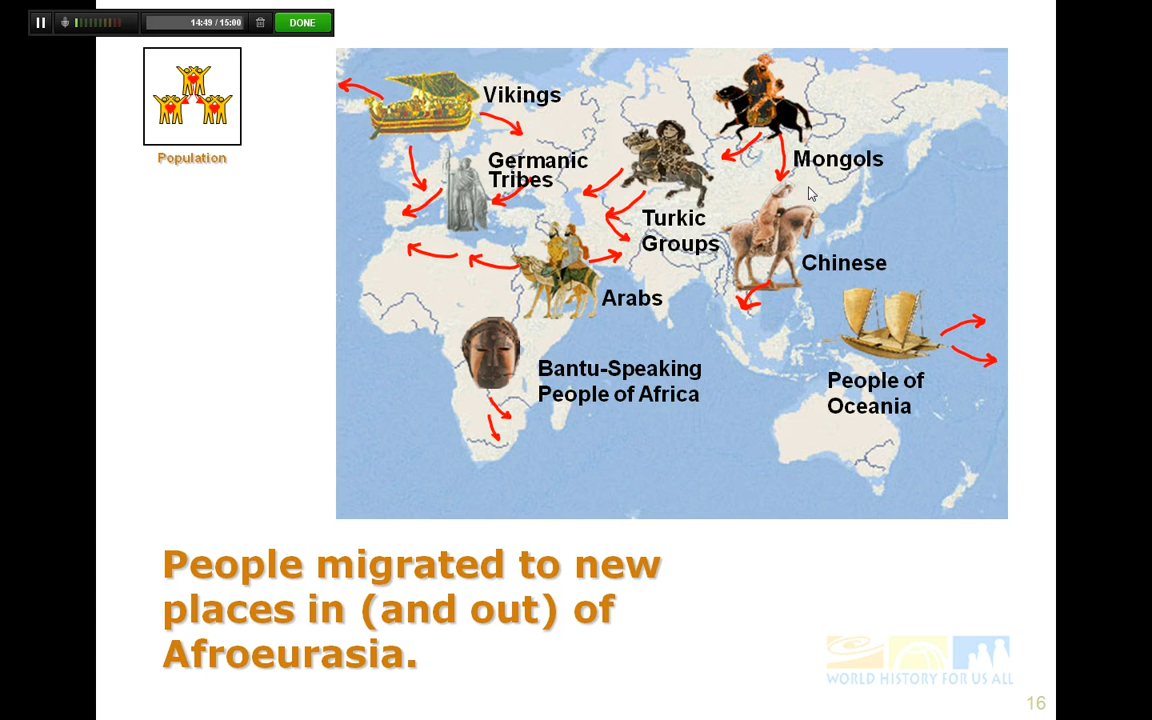 14:49 / 15:00
DONE
Population
Vikings
Germanic
Tribes
Mongols
Turkic
Groups
Chinese
Arabs
Bantu-Speaking
People of Africa
People of
Oceania
People migrated to new
places in (and out) of
Afroeurasia.
WORLD HISTORY FOR US ALL
16